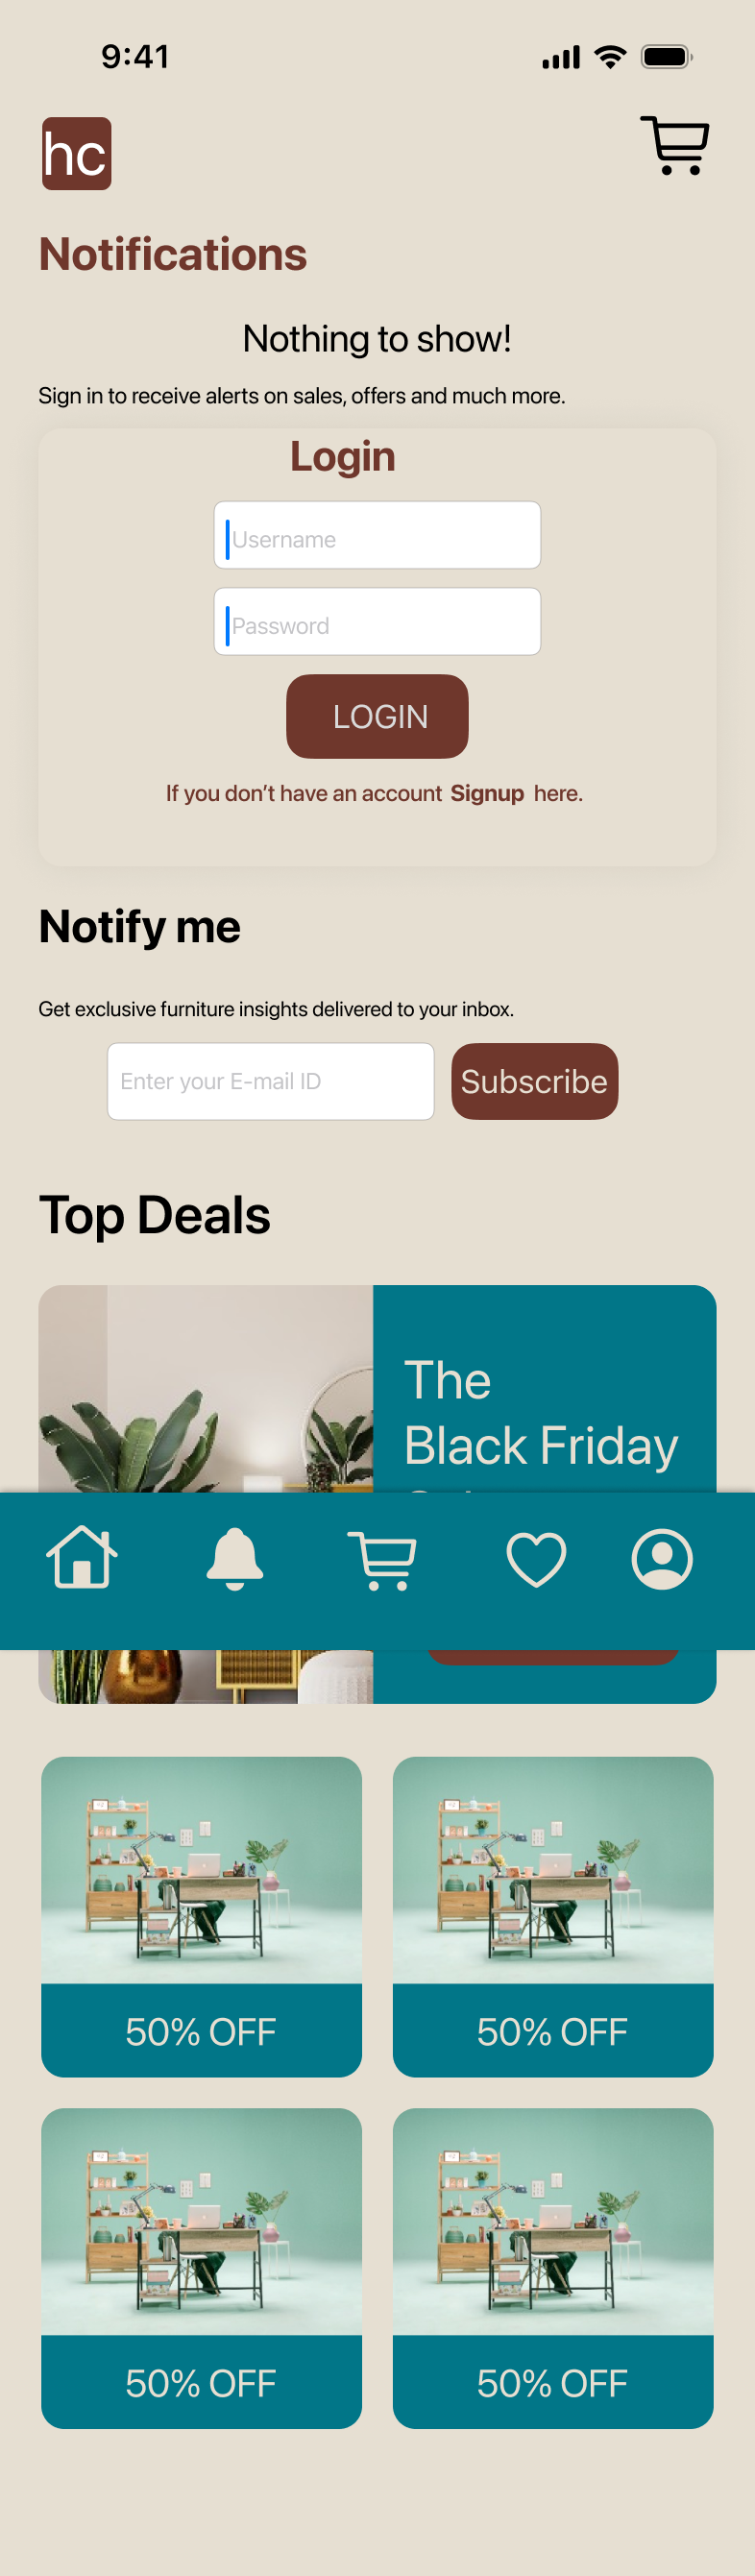 9:41
hc
Notifications
Nothing to show!
Sign in to receive alerts on sales, offers and much more.
Login
Username
Password
LOGIN
If you don’t have an account Signup here.
Notify me
Get exclusive furniture insights delivered to your inbox.
Enter your E-mail ID
Subscribe
Top Deals
The
Black Friday
50% OFF
50% OFF
50% OFF
50% OFF